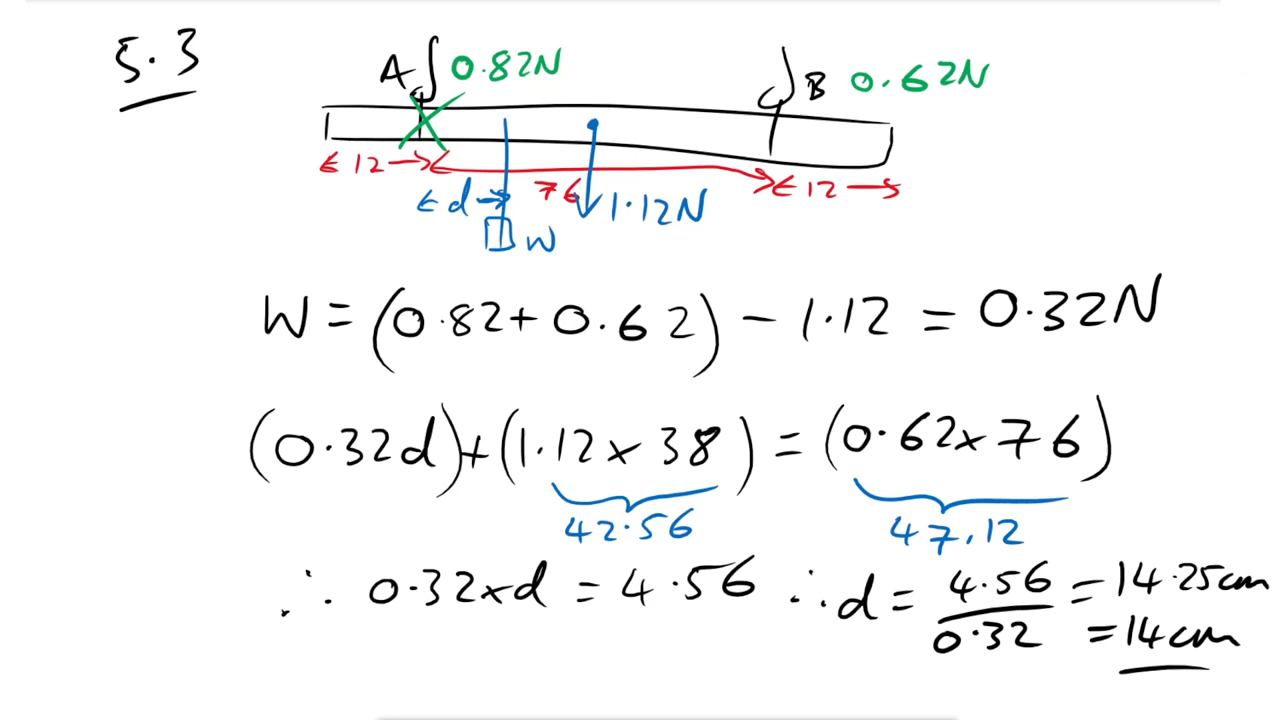 5.3
A 0.82N B 0.62N
12 76 12
d 1.12N
W
W = (0.82 + 0.62) - 1.12 = 0.32N
(0.32d) + (1.12 × 38) = (0.62 × 76)
42.56 47.12
∴ 0.32 × d = 4.56 ∴ d = 4.56/0.32 = 14.25cm
= 14cm